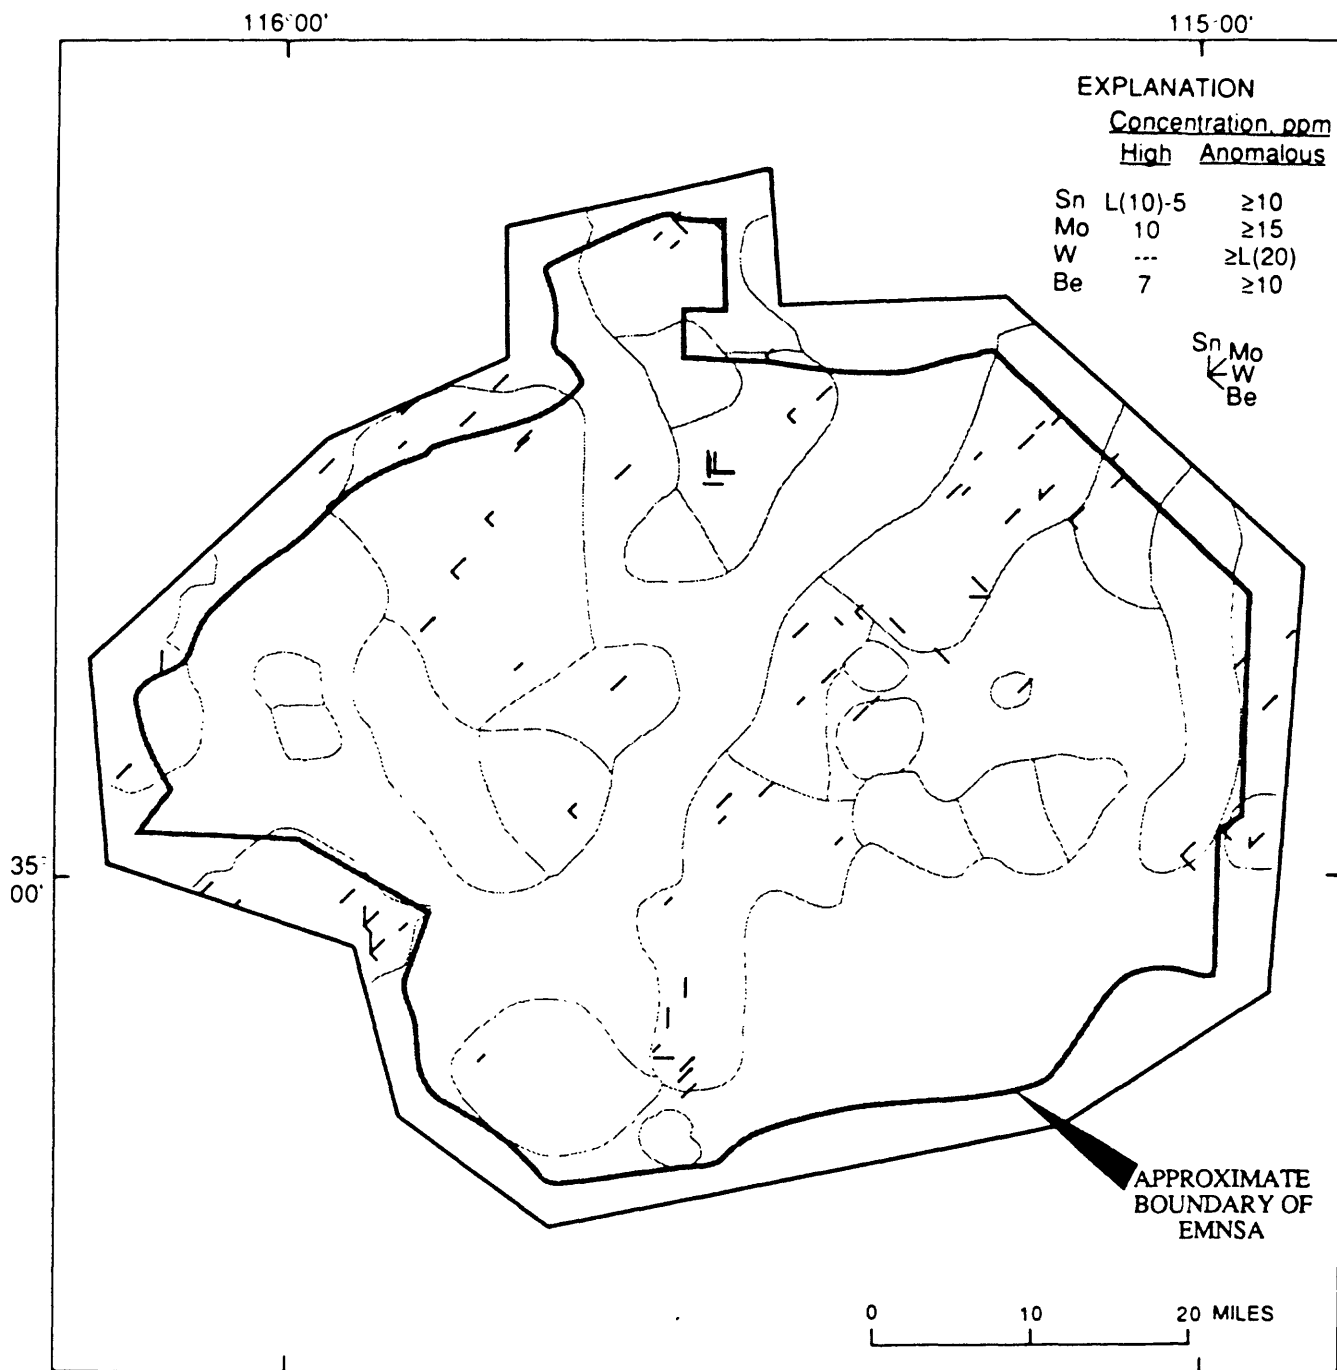 116°00'
115°00'
EXPLANATION
Concentration, ppm
High Anomalous
Sn L(10)-5 ≥10
Mo 10 ≥15
W --- ≥L(20)
Be 7 ≥10
Sn Mo
W
Be
35°
00'
APPROXIMATE
BOUNDARY OF
EMNSA
0 10 20 MILES